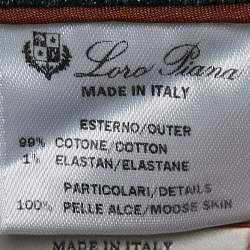 Loro Piana
MADE IN ITALY
ESTERNO/OUTER
99% COTONE/COTTON
1% ELASTAN/ELASTANE
PARTICOLARI/DETAILS
100% PELLE ALCE/MOOSE SKIN
MADE IN ITALY